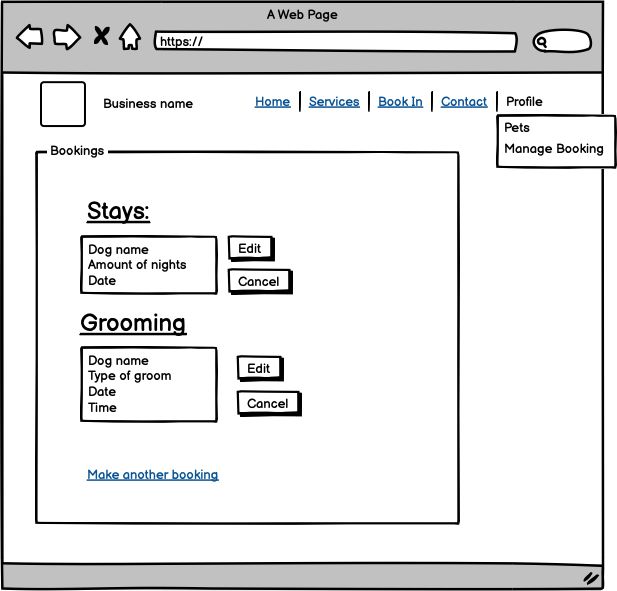 A Web Page
https://
Business name
Home Services Book In Contact Profile
Pets
Manage Booking
Bookings
Stays:
Dog name
Amount of nights
Date
Edit
Cancel
Grooming
Dog name
Type of groom
Date
Time
Edit
Cancel
Make another booking